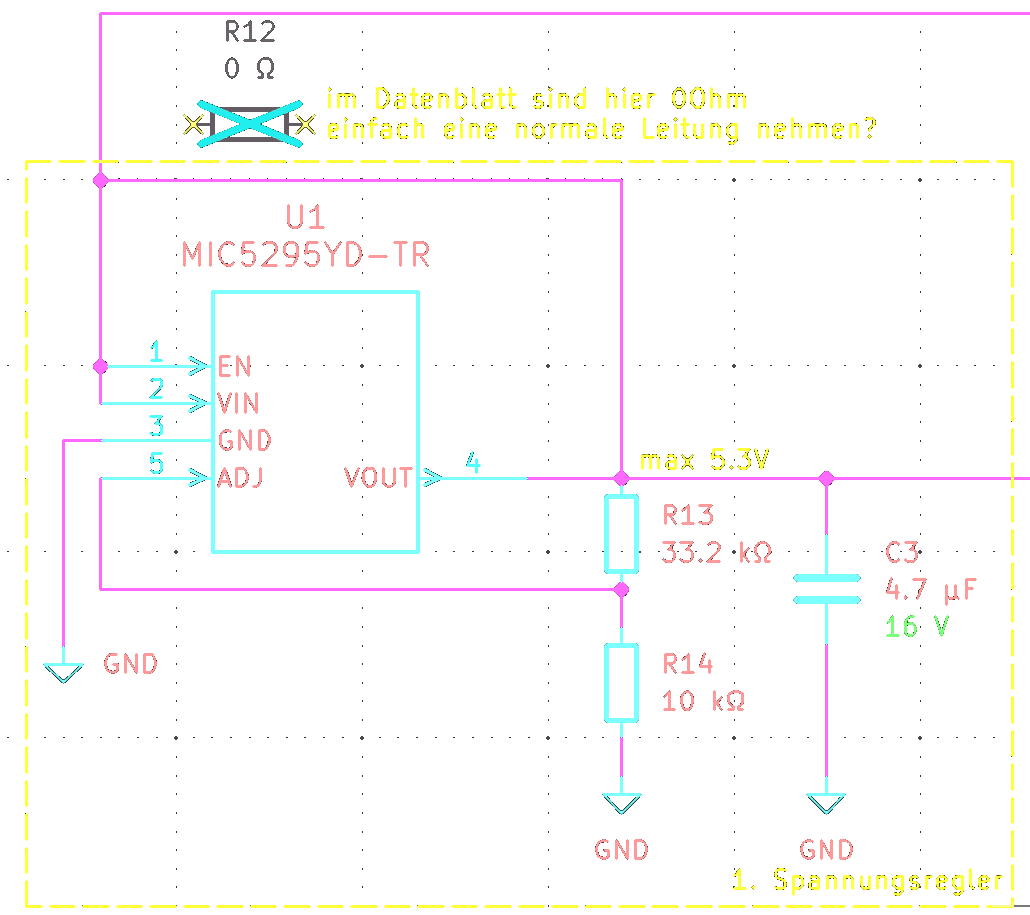 R12
0 Ω
im Datenblatt sind hier 0Ohm
einfach eine normale Leitung nehmen?
U1
MIC5295YD-TR
1
EN
2
VIN
3
GND
5
ADJ
VOUT
4
max 5.3V
R13
33.2 kΩ
C3
4.7 µF
16 V
GND
R14
10 kΩ
GND
GND
1. Spannungsregler